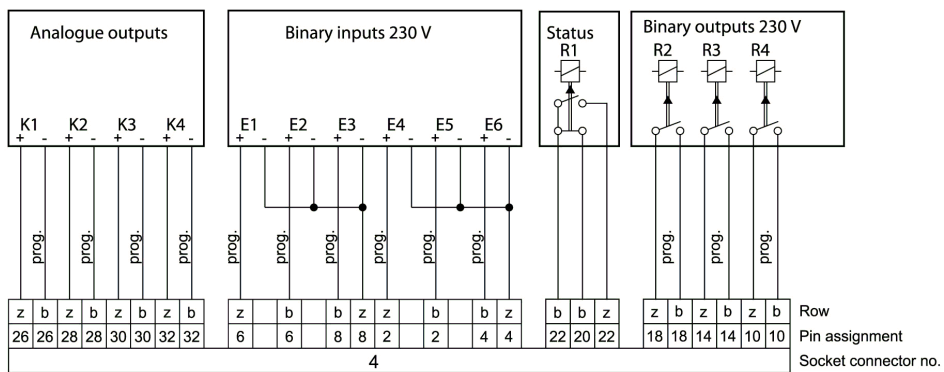 Analogue outputs
K1 K2 K3 K4
+ - + - + - + -
prog. prog. prog. prog.
Binary inputs 230 V
E1 E2 E3 E4 E5 E6
+ - + - + - + - + - + -
prog. prog. prog. prog. prog. prog.
Status
R1
Binary outputs 230 V
R2 R3 R4
prog. prog. prog.
z b z b z b z b z b b z z b b z b b z z b z b z b Row
26 26 28 28 30 30 32 32 6 6 8 8 2 2 4 4 22 20 22 18 18 14 14 10 10 Pin assignment
4 Socket connector no.